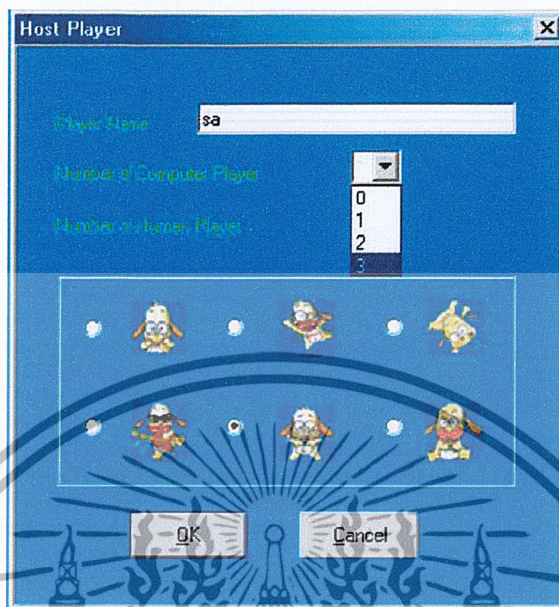 Host Player
Player Name
sa
Number of Computer Player
0
1
2
3
Number of Human Player
OK
Cancel